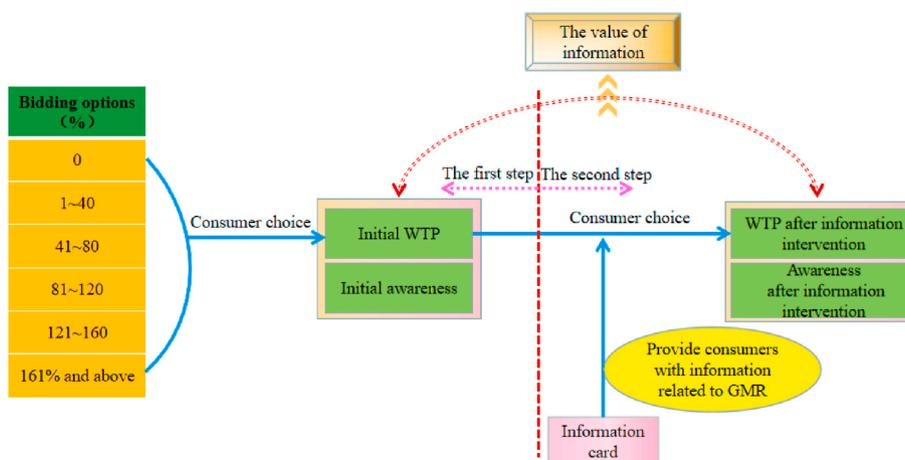 The value of
information
Bidding options
（%）
0
1~40
41~80
81~120
121~160
161% and above
Consumer choice
The first step
The second step
Initial WTP
Initial awareness
Consumer choice
WTP after information
intervention
Awareness
after information
intervention
Provide consumers
with information
related to GMR
Information
card